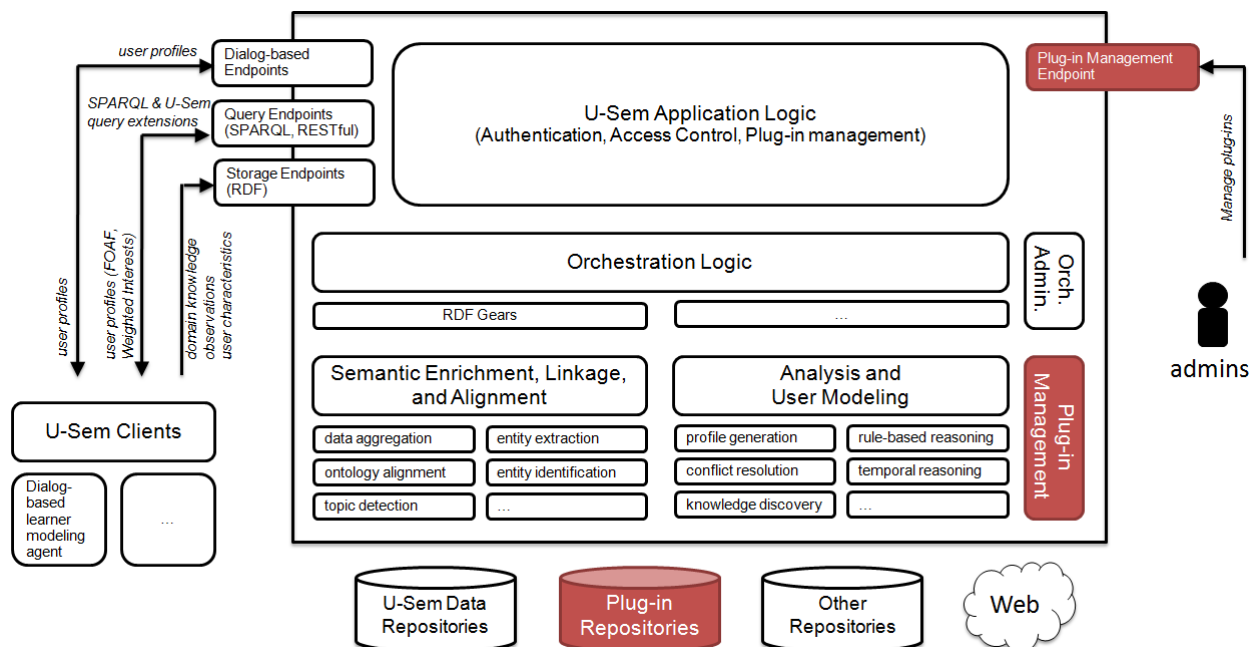 user profiles
Dialog-based
Endpoints
SPARQL & U-Sem
query extensions
Query Endpoints
(SPARQL, RESTful)
Storage Endpoints
(RDF)
U-Sem Application Logic
(Authentication, Access Control, Plug-in management)
Plug-in Management
Endpoint
Manage plug-ins
admins
user profiles
user profiles (FOAF,
Weighted Interests)
domain knowledge
observations
user characteristics
Orchestration Logic
Orch.
Admin.
RDF Gears
...
Semantic Enrichment, Linkage,
and Alignment
data aggregation
entity extraction
ontology alignment
entity identification
topic detection
...
Analysis and
User Modeling
profile generation
rule-based reasoning
conflict resolution
temporal reasoning
knowledge discovery
...
Plug-in
Management
U-Sem Clients
Dialog-
based
learner
modeling
agent
...
U-Sem Data
Repositories
Plug-in
Repositories
Other
Repositories
Web